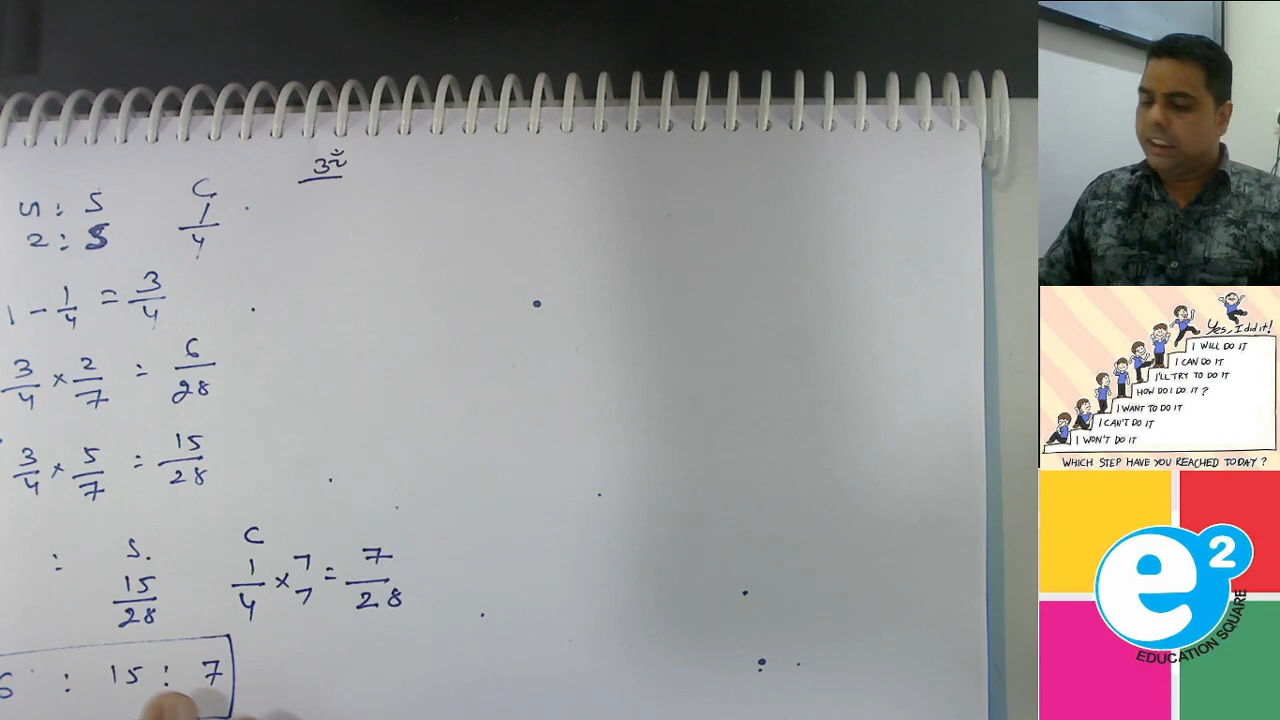 32
S : S C
2 : 5 1/4
1 - 1/4 = 3/4
3/4 × 2/7 = 6/28
3/4 × 5/7 = 15/28
: S. C
15/28 1/4 × 7/7 = 7/28
6 : 15 : 7
Yes, I did it!
I WILL DO IT
I CAN DO IT
I'LL TRY TO DO IT
HOW DO I DO IT ?
I WANT TO DO IT
I CAN'T DO IT
I WON'T DO IT
WHICH STEP HAVE YOU REACHED TODAY ?
e2
EDUCATION SQUARE